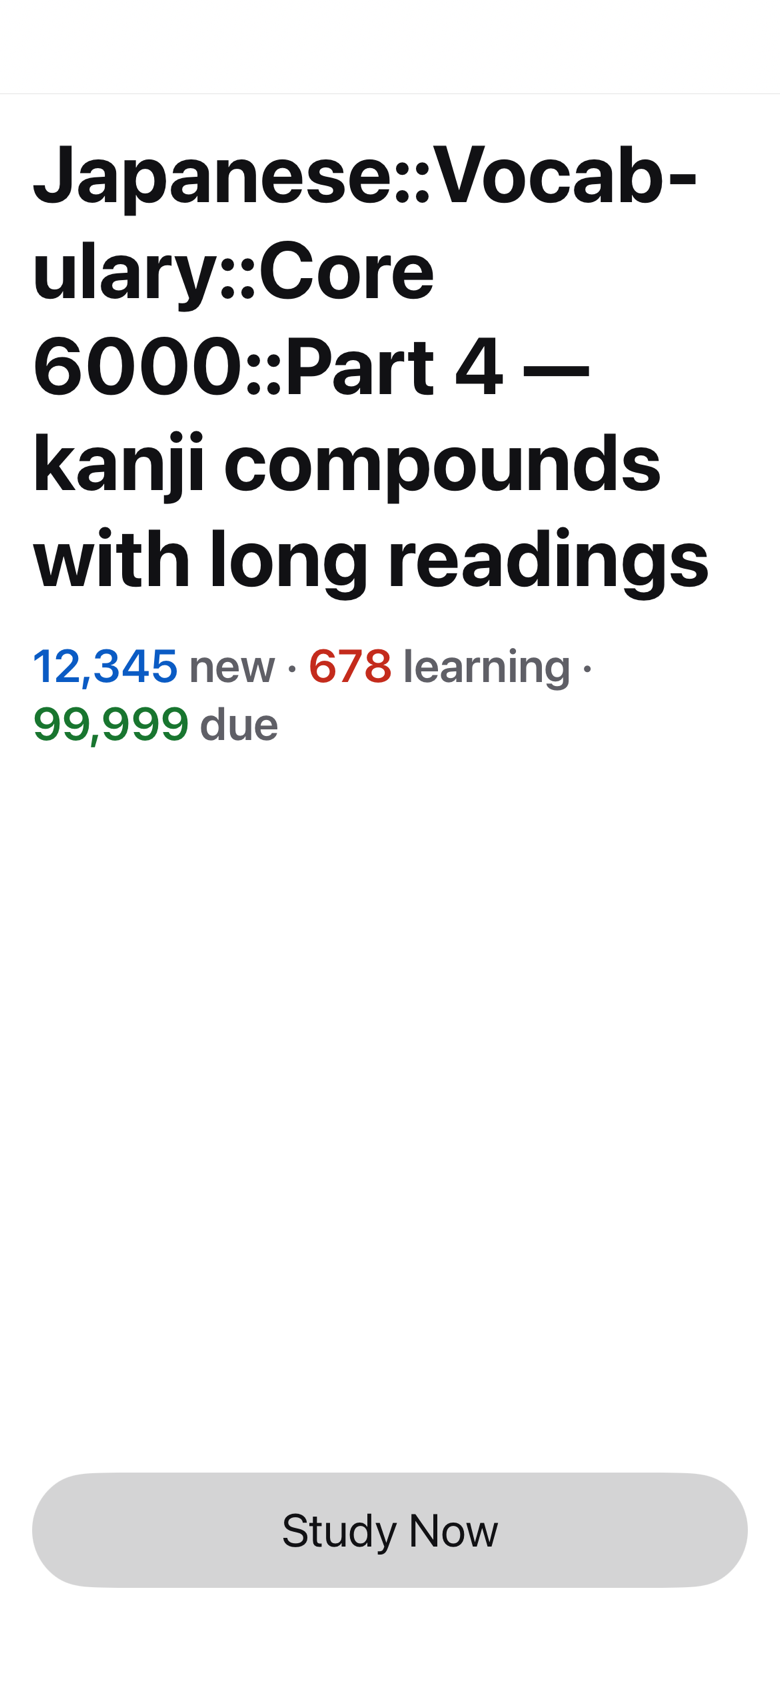 Japanese::Vocab-
ulary::Core
6000::Part 4 —
kanji compounds
with long readings
12,345 new · 678 learning ·
99,999 due
Study Now